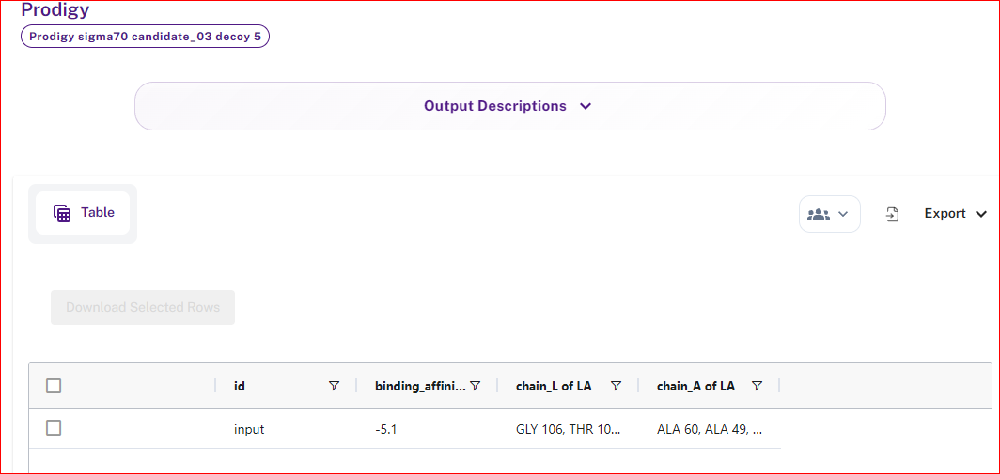 Prodigy
Prodigy sigma70 candidate_03 decoy 5
Output Descriptions
Table
Export
Download Selected Rows
id binding_affini... chain_L of LA chain_A of LA
input -5.1 GLY 106, THR 10... ALA 60, ALA 49, ...